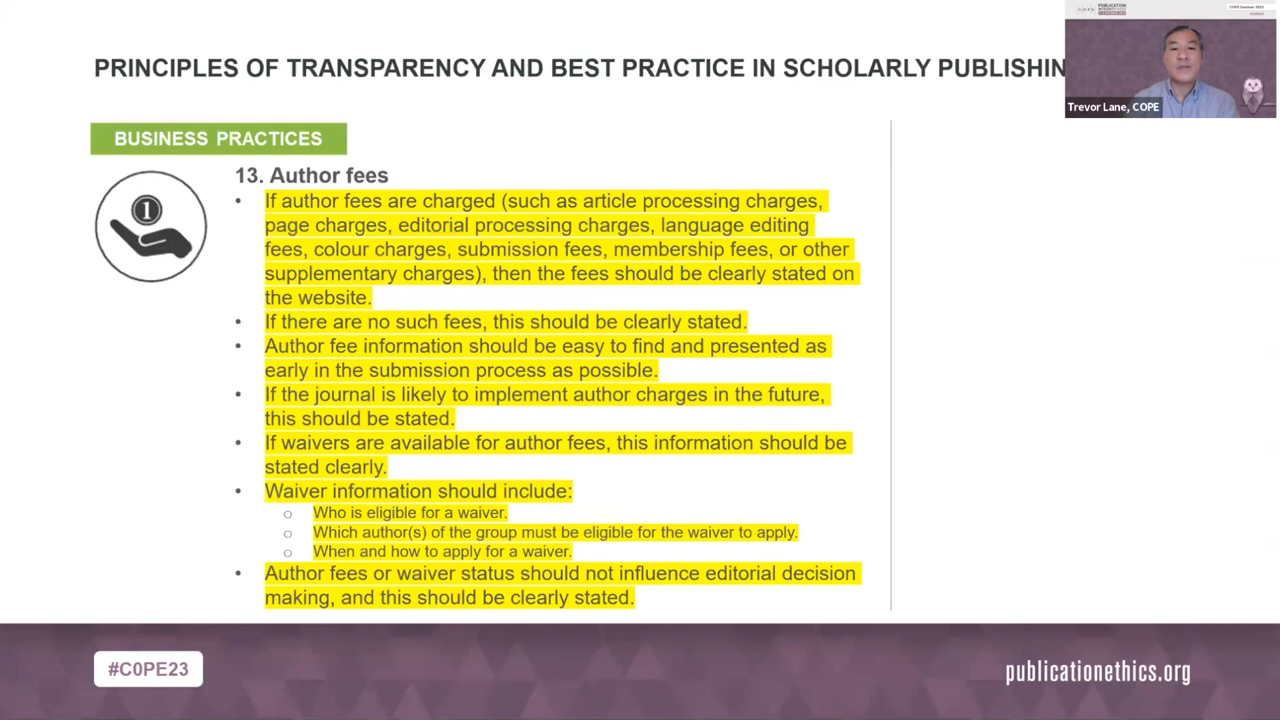 PRINCIPLES OF TRANSPARENCY AND BEST PRACTICE IN SCHOLARLY PUBLISHIN
COPE
PUBLICATION
INTEGRITY
COPE Seminar 2023
Trevor Lane, COPE
BUSINESS PRACTICES
1
13. Author fees
• If author fees are charged (such as article processing charges,
page charges, editorial processing charges, language editing
fees, colour charges, submission fees, membership fees, or other
supplementary charges), then the fees should be clearly stated on
the website.
• If there are no such fees, this should be clearly stated.
• Author fee information should be easy to find and presented as
early in the submission process as possible.
• If the journal is likely to implement author charges in the future,
this should be stated.
• If waivers are available for author fees, this information should be
stated clearly.
• Waiver information should include:
o Who is eligible for a waiver.
o Which author(s) of the group must be eligible for the waiver to apply.
o When and how to apply for a waiver.
• Author fees or waiver status should not influence editorial decision
making, and this should be clearly stated.
#C0PE23
publicationethics.org